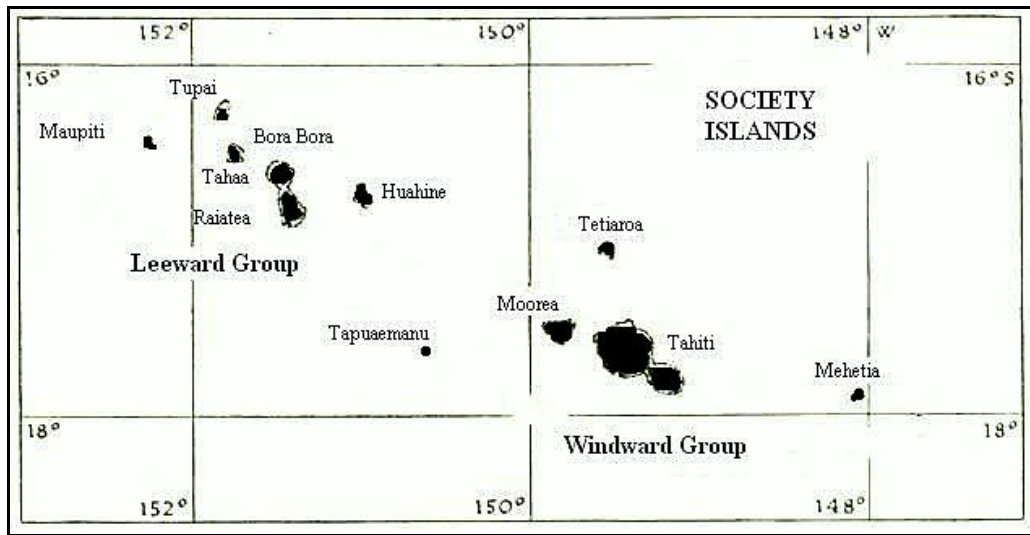 152°
150°
148° W
16°
16° S
SOCIETY
ISLANDS
Tupai
Maupiti
Bora Bora
Tahaa
Huahine
Raiatea
Tetiaroa
Leeward Group
Moorea
Tapuaemanu
Tahiti
Mehetia
18°
18°
Windward Group
152°
150°
148°